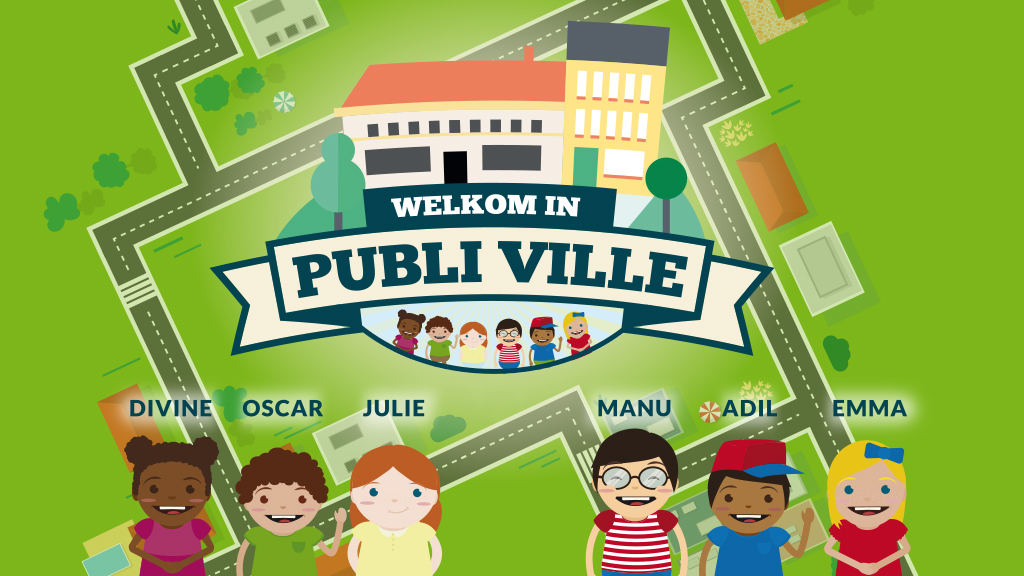 WELKOM IN
PUBLI VILLE
DIVINE OSCAR JULIE MANU ADIL EMMA